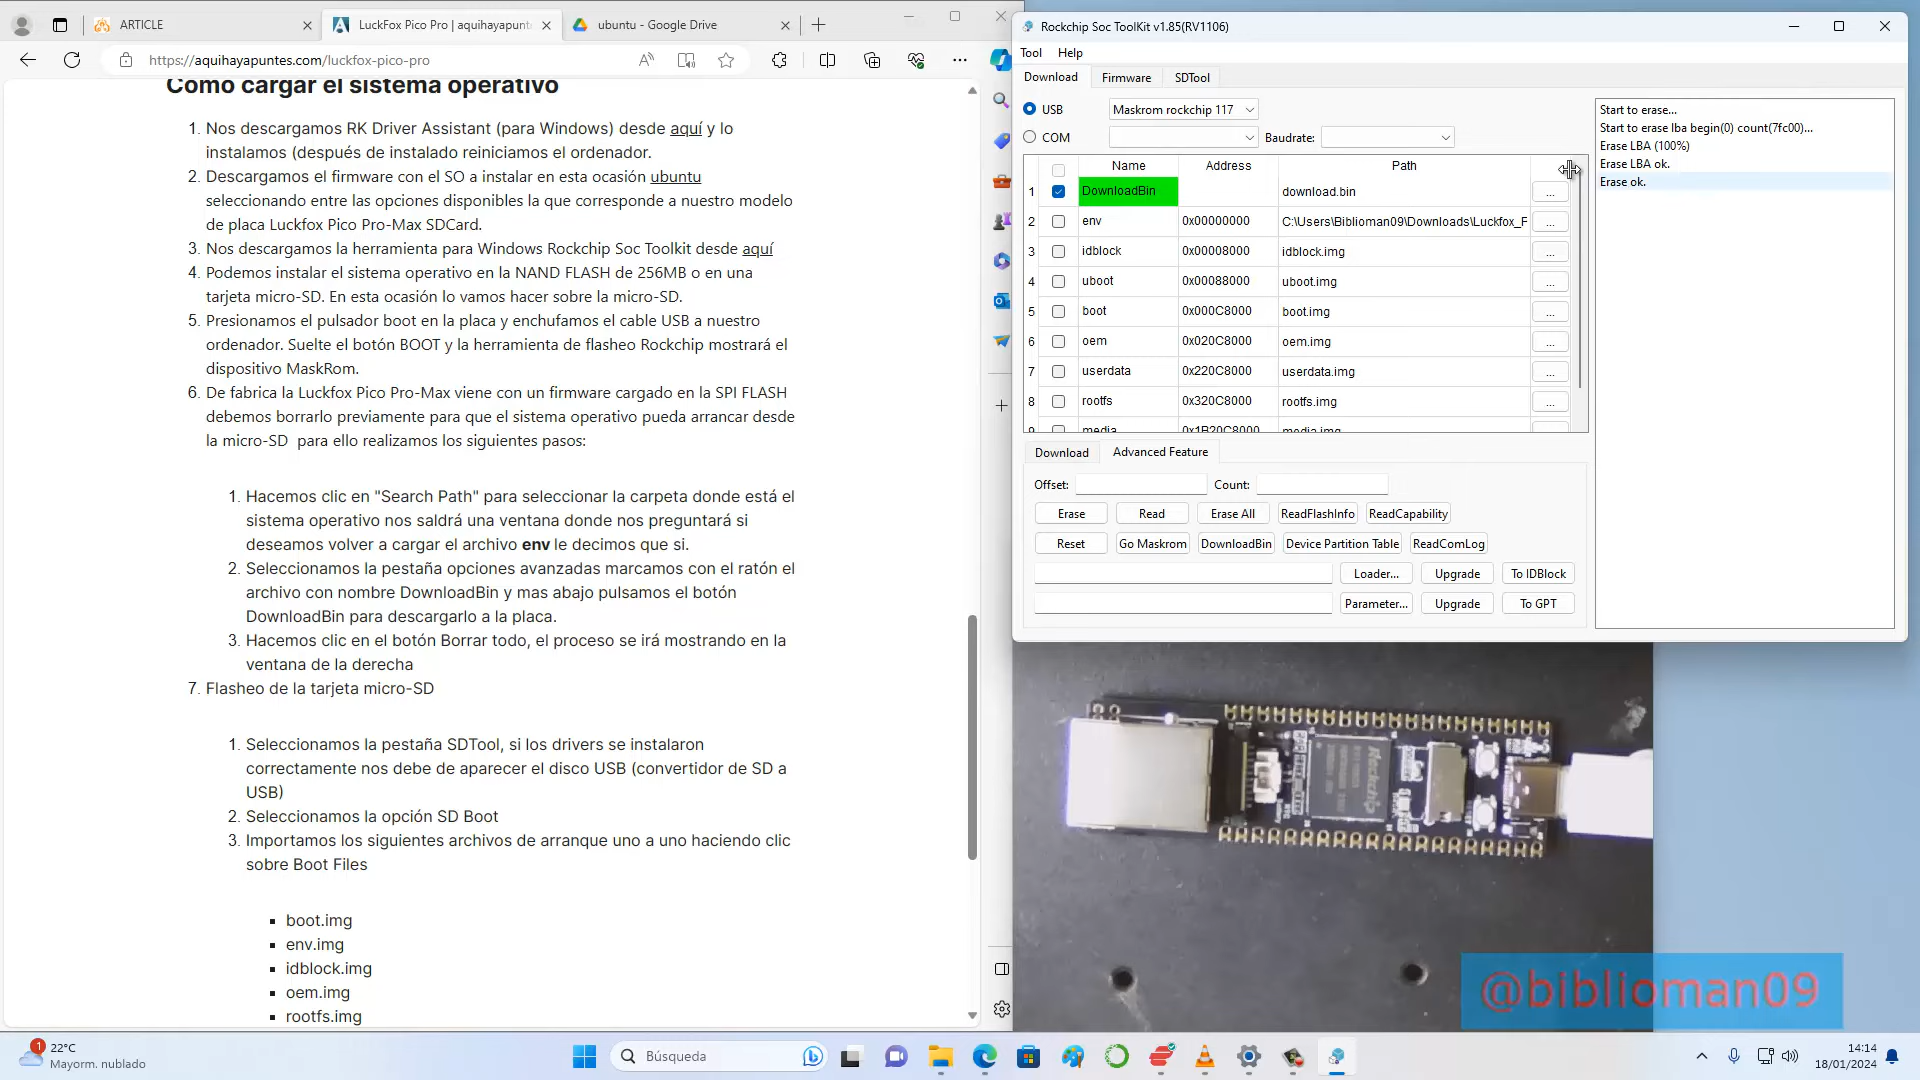 ARTICLE
LuckFox Pico Pro | aquihayapunt
ubuntu - Google Drive
https://aquihayapuntes.com/luckfox-pico-pro
Como cargar el sistema operativo
1. Nos descargamos RK Driver Assistant (para Windows) desde aquí y lo
instalamos (después de instalado reiniciamos el ordenador.
2. Descargamos el firmware con el SO a instalar en esta ocasión ubuntu
seleccionando entre las opciones disponibles la que corresponde a nuestro modelo
de placa Luckfox Pico Pro-Max SDCard.
3. Nos descargamos la herramienta para Windows Rockchip Soc Toolkit desde aquí
4. Podemos instalar el sistema operativo en la NAND FLASH de 256MB o en una
tarjeta micro-SD. En esta ocasión lo vamos hacer sobre la micro-SD.
5. Presionamos el pulsador boot en la placa y enchufamos el cable USB a nuestro
ordenador. Suelte el botón BOOT y la herramienta de flasheo Rockchip mostrará el
dispositivo MaskRom.
6. De fabrica la Luckfox Pico Pro-Max viene con un firmware cargado en la SPI FLASH
debemos borrarlo previamente para que el sistema operativo pueda arrancar desde
la micro-SD para ello realizamos los siguientes pasos:
1. Hacemos clic en "Search Path" para seleccionar la carpeta donde está el
sistema operativo nos saldrá una ventana donde nos preguntará si
deseamos volver a cargar el archivo env le decimos que si.
2. Seleccionamos la pestaña opciones avanzadas marcamos con el ratón el
archivo con nombre DownloadBin y mas abajo pulsamos el botón
DownloadBin para descargarlo a la placa.
3. Hacemos clic en el botón Borrar todo, el proceso se irá mostrando en la
ventana de la derecha
7. Flasheo de la tarjeta micro-SD
1. Seleccionamos la pestaña SDTool, si los drivers se instalaron
correctamente nos debe de aparecer el disco USB (convertidor de SD a
USB)
2. Seleccionamos la opción SD Boot
3. Importamos los siguientes archivos de arranque uno a uno haciendo clic
sobre Boot Files
▪ boot.img
▪ env.img
▪ idblock.img
▪ oem.img
▪ rootfs.img
Rockchip Soc ToolKit v1.85(RV1106)
Tool Help
Download Firmware SDTool
USB Maskrom rockchip 117
COM Baudrate:
Name Address Path
1 DownloadBin download.bin ...
2 env 0x00000000 C:\Users\Biblioman09\Downloads\Luckfox_F ...
3 idblock 0x00008000 idblock.img ...
4 uboot 0x00088000 uboot.img ...
5 boot 0x000C8000 boot.img ...
6 oem 0x020C8000 oem.img ...
7 userdata 0x220C8000 userdata.img ...
8 rootfs 0x320C8000 rootfs.img ...
9 media 0x1B20C8000 media.img
Start to erase...
Start to erase lba begin(0) count(7fc00)...
Erase LBA (100%)
Erase LBA ok.
Erase ok.
Download Advanced Feature
Offset: Count:
Erase Read Erase All ReadFlashInfo ReadCapability
Reset Go Maskrom DownloadBin Device Partition Table ReadComLog
Loader... Upgrade To IDBlock
Parameter... Upgrade To GPT
Rockchip
@biblioman09
1
22°C
Mayorm. nublado
Búsqueda
14:14
18/01/2024